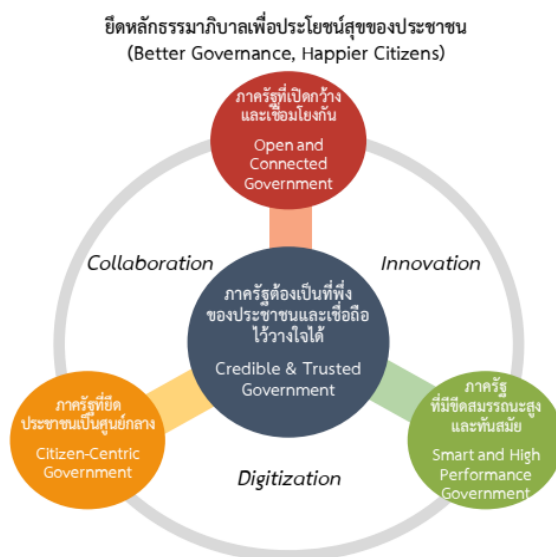 ยึดหลักธรรมาภิบาลเพื่อประโยชน์สุขของประชาชน
(Better Governance, Happier Citizens)
ภาครัฐที่เปิดกว้าง
และเชื่อมโยงกัน
Open and
Connected
Government
Collaboration
Innovation
ภาครัฐต้องเป็นที่พึ่ง
ของประชาชนและเชื่อถือ
ไว้วางใจได้
Credible & Trusted
Government
ภาครัฐที่ยึด
ประชาชนเป็นศูนย์กลาง
Citizen-Centric
Government
ภาครัฐ
ที่มีขีดสมรรถนะสูง
และทันสมัย
Smart and High
Performance
Government
Digitization